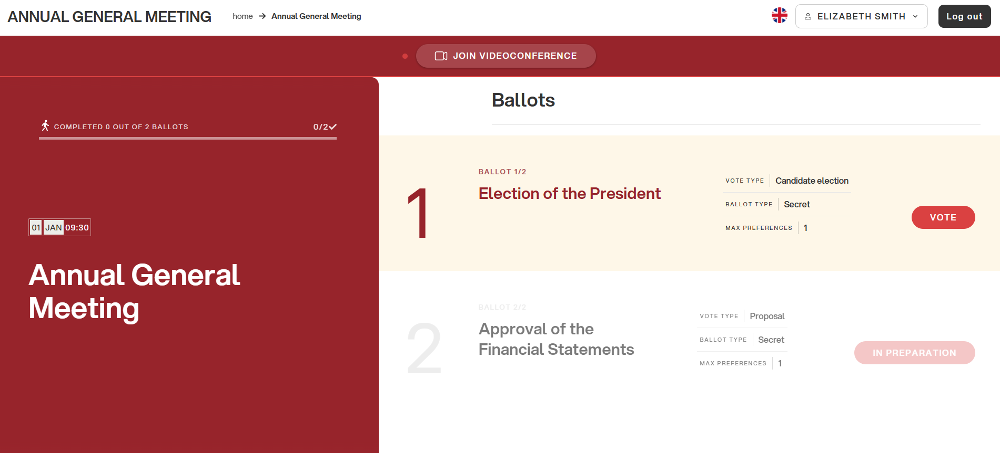 ANNUAL GENERAL MEETING
home → Annual General Meeting
ELIZABETH SMITH
Log out
JOIN VIDEOCONFERENCE
COMPLETED 0 OUT OF 2 BALLOTS
0/2
01 JAN 09:30
Annual General
Meeting
Ballots
1
BALLOT 1/2
Election of the President
VOTE TYPE Candidate election
BALLOT TYPE Secret
MAX PREFERENCES 1
VOTE
2
BALLOT 2/2
Approval of the
Financial Statements
VOTE TYPE Proposal
BALLOT TYPE Secret
MAX PREFERENCES 1
IN PREPARATION